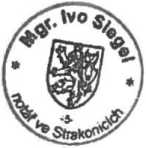 Mgr. Ivo Siegel
-5-
* notář ve Strakonicích *